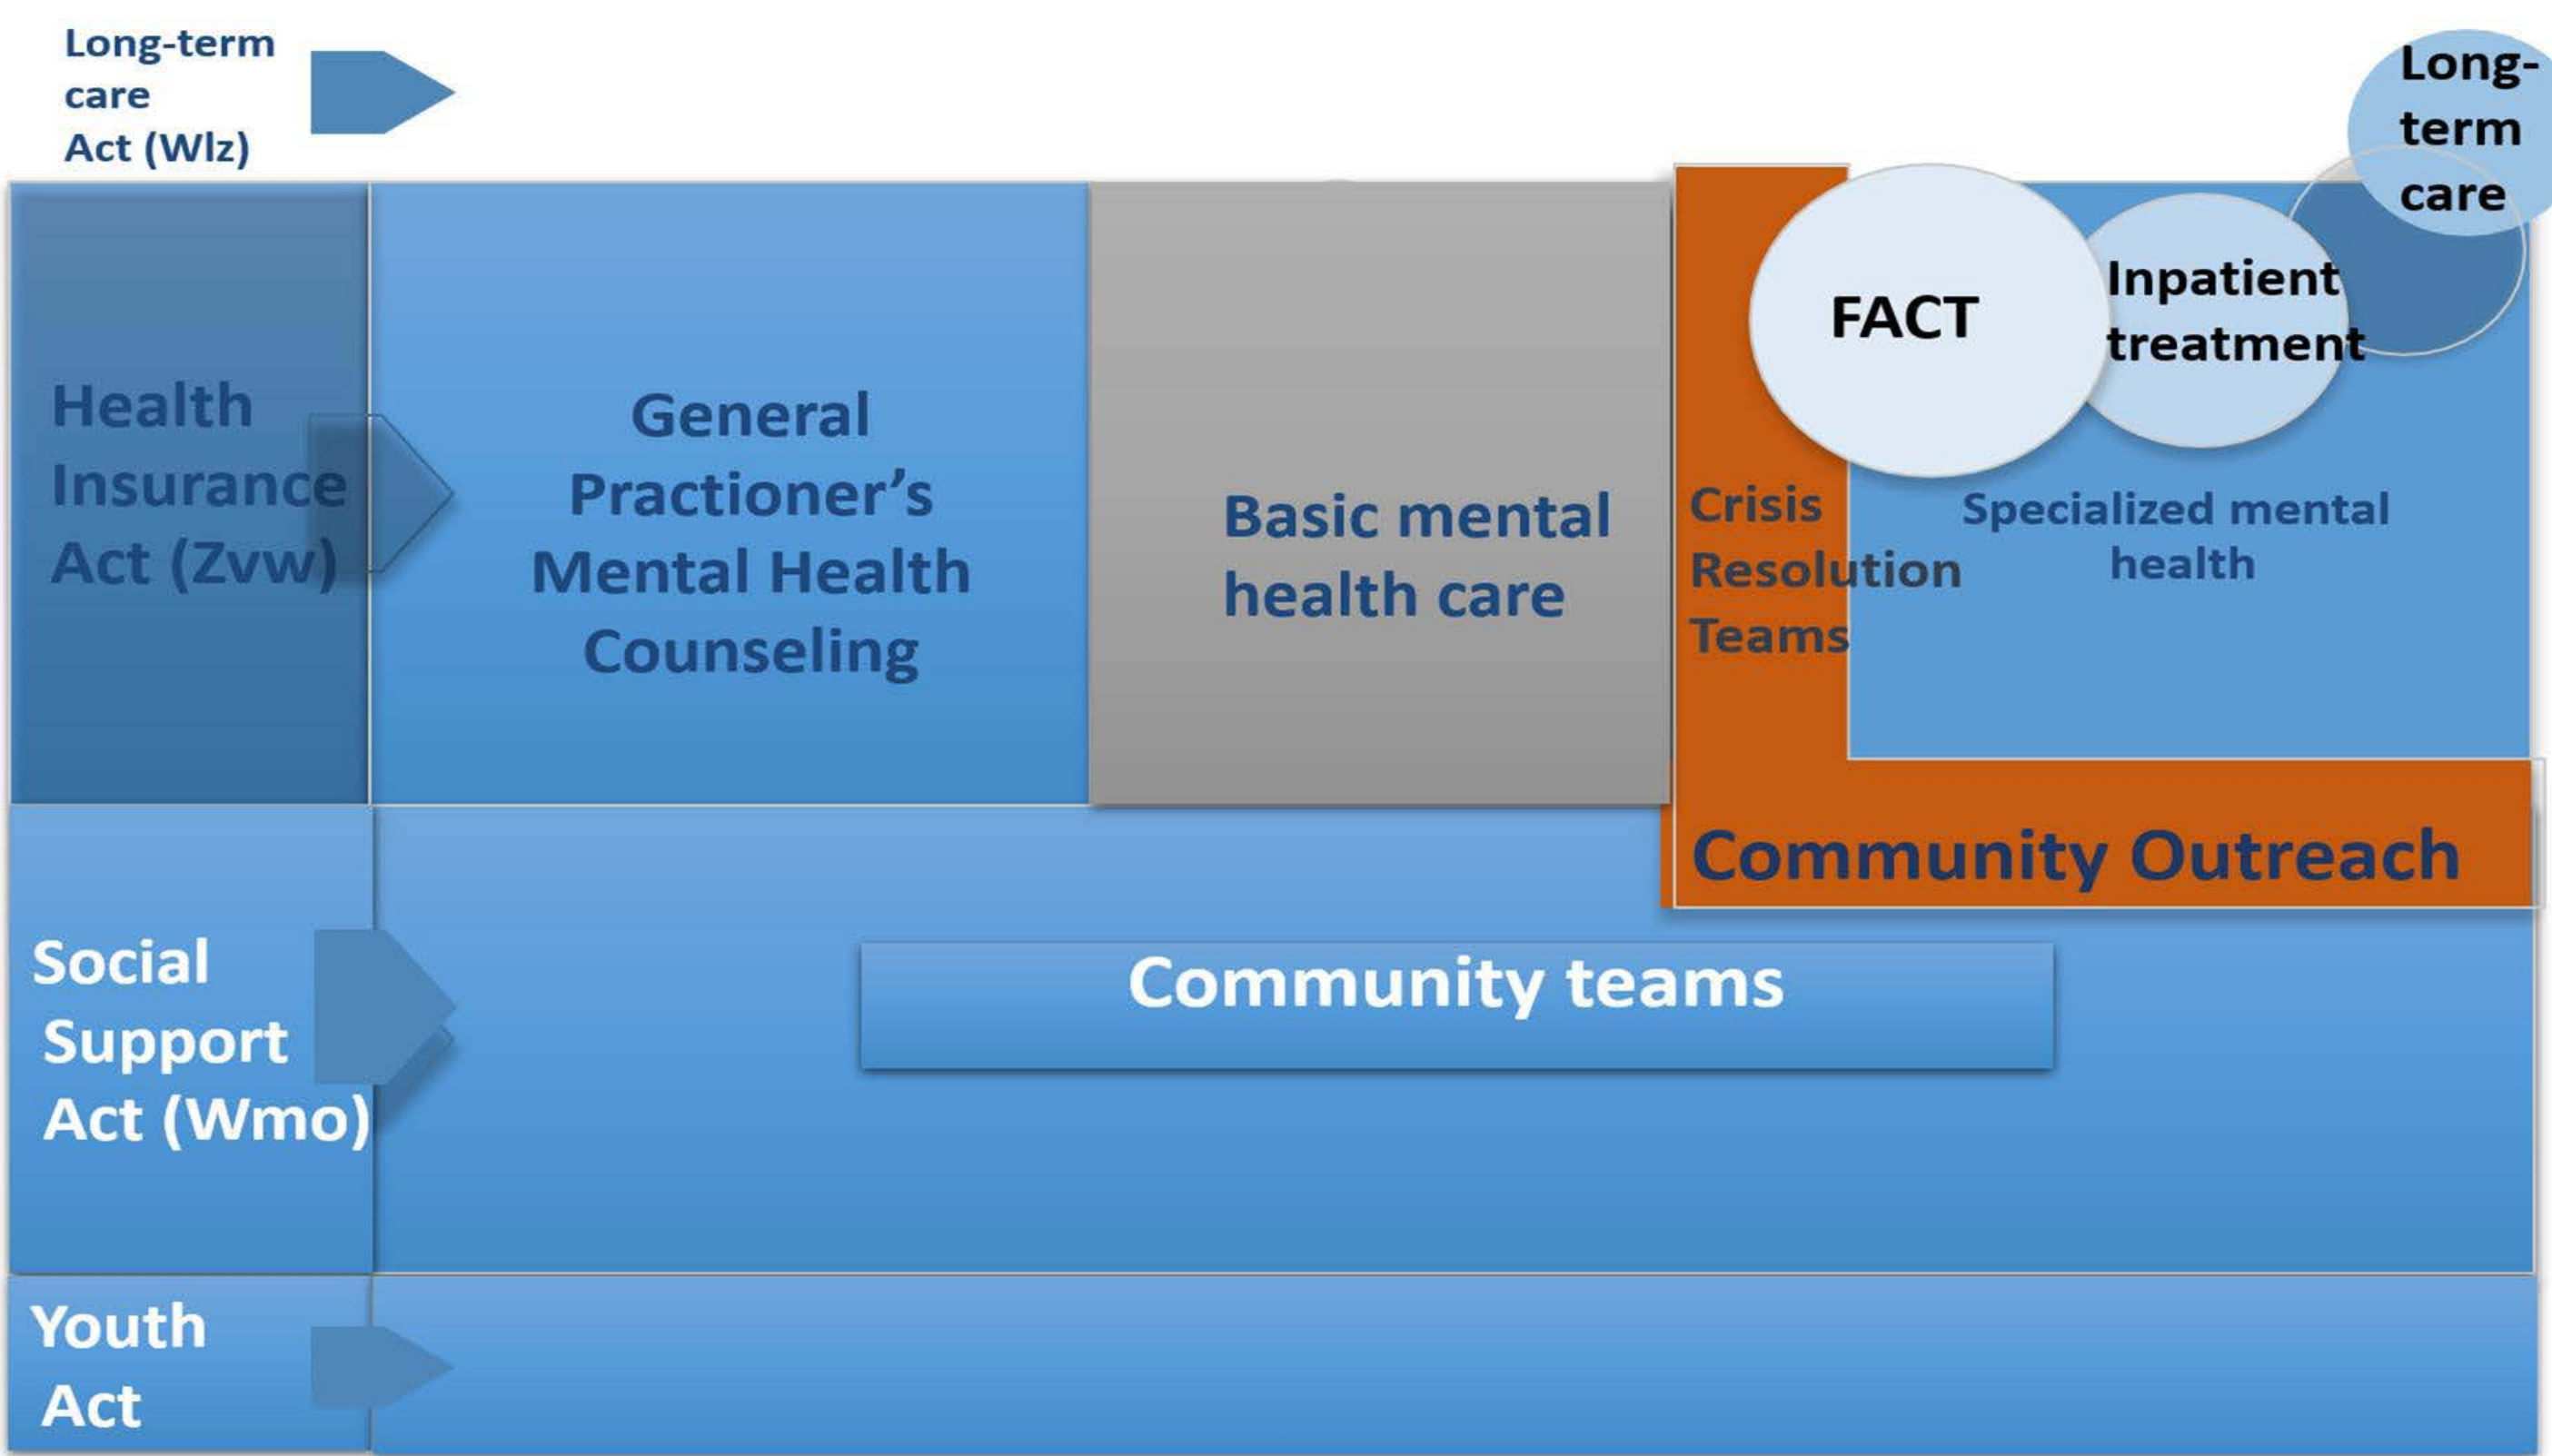 Long-term
care
Act (Wlz)
Long-
term
care
Health
Insurance
Act (Zvw)
General
Practioner’s
Mental Health
Counseling
Basic mental
health care
Crisis
Resolution
Teams
FACT
Inpatient
treatment
Specialized mental
health
Community Outreach
Social
Support
Act (Wmo)
Community teams
Youth
Act